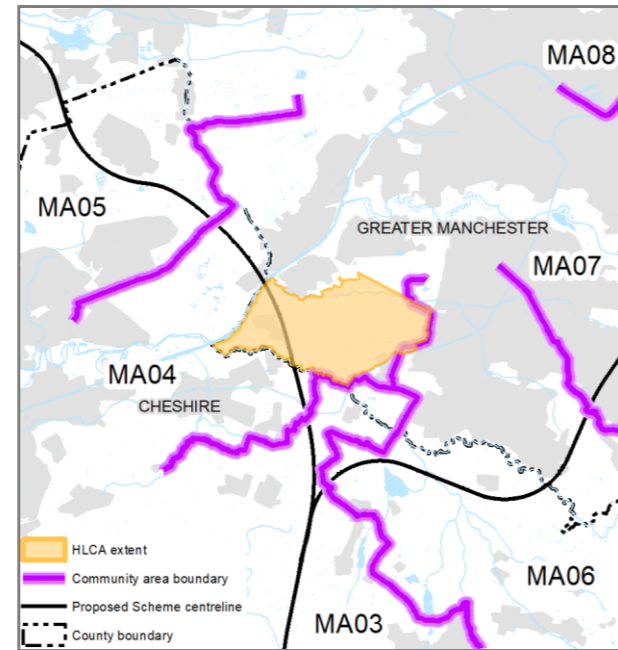 MA08
MA05
GREATER MANCHESTER
MA07
MA04
CHESHIRE
MA06
MA03
HLCA extent
Community area boundary
Proposed Scheme centreline
County boundary